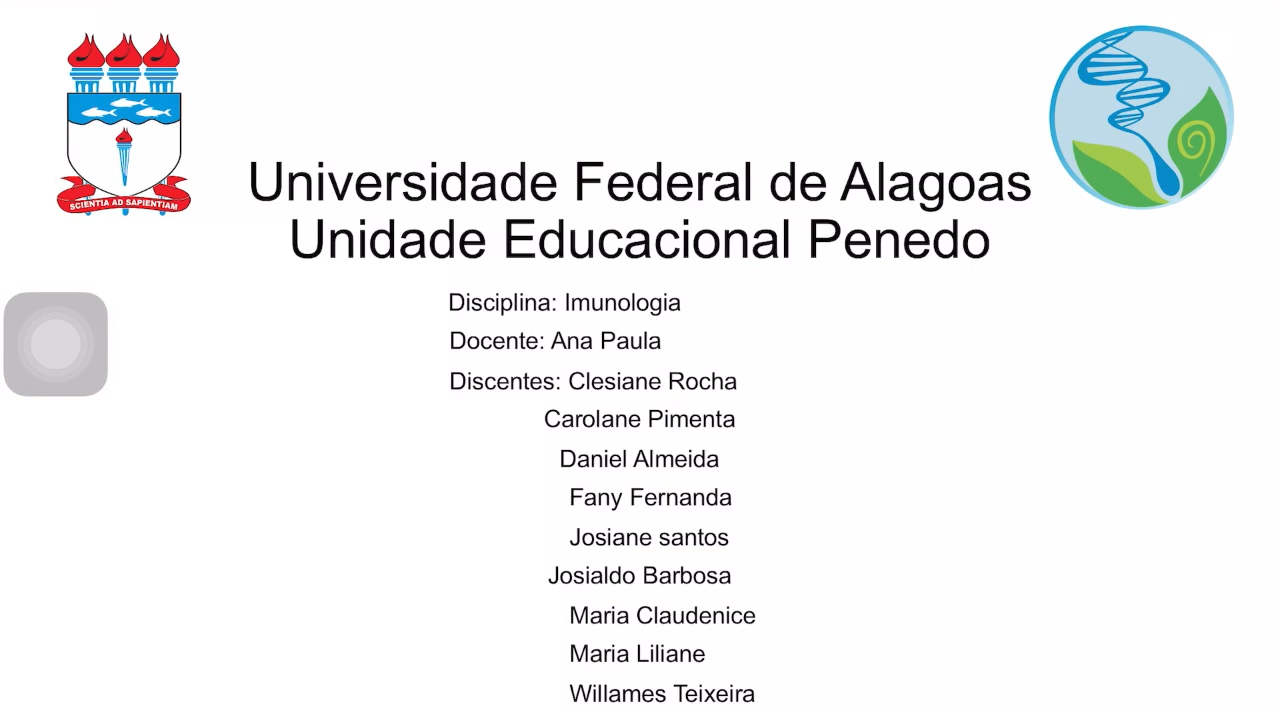 SCIENTIA AD SAPIENTIAM
Universidade Federal de Alagoas
Unidade Educacional Penedo
Disciplina: Imunologia
Docente: Ana Paula
Discentes: Clesiane Rocha
Carolane Pimenta
Daniel Almeida
Fany Fernanda
Josiane santos
Josialdo Barbosa
Maria Claudenice
Maria Liliane
Willames Teixeira